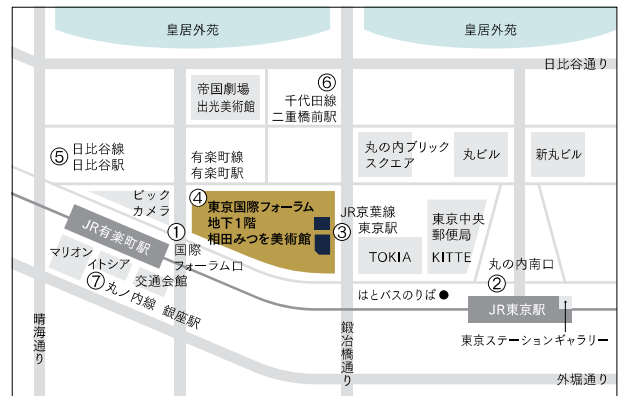 皇居外苑
皇居外苑
日比谷通り
帝国劇場
出光美術館
⑥
千代田線
二重橋前駅
⑤
日比谷線
日比谷駅
有楽町線
有楽町駅
丸の内ブリック
スクエア
丸ビル
新丸ビル
ビック
カメラ
④
東京国際フォーラム
地下1階
相田みつを美術館
③
JR京葉線
東京駅
東京中央
郵便局
KITTE
TOKIA
JR有楽町駅
①
国際
フォーラム口
マリオン
イトシア
交通会館
⑦
丸ノ内線 銀座駅
丸の内南口
②
はとバスのりば
JR東京駅
東京ステーションギャラリー
晴海通り
鍛冶橋通り
外堀通り